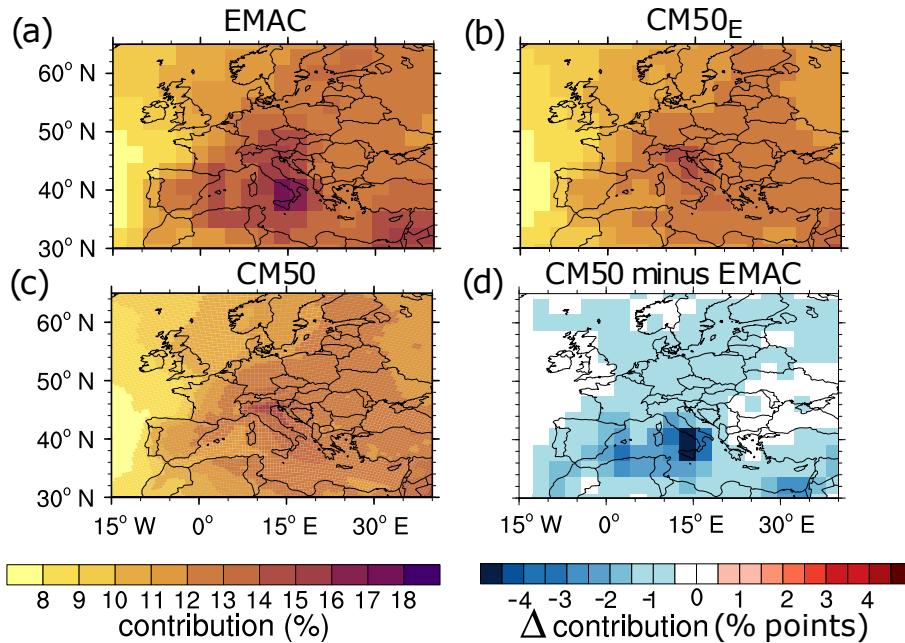 (a) EMAC (b) CM50E
60° N 60° N
50° N 50° N
40° N 40° N
30° N 30° N
(c) CM50 (d) CM50 minus EMAC
60° N 60° N
50° N 50° N
40° N 40° N
30° N 30° N
15° W 0° 15° E 30° E 15° W 0° 15° E 30° E
8 9 10 11 12 13 14 15 16 17 18 -4 -3 -2 -1 0 1 2 3 4
contribution (%) Δ contribution (% points)